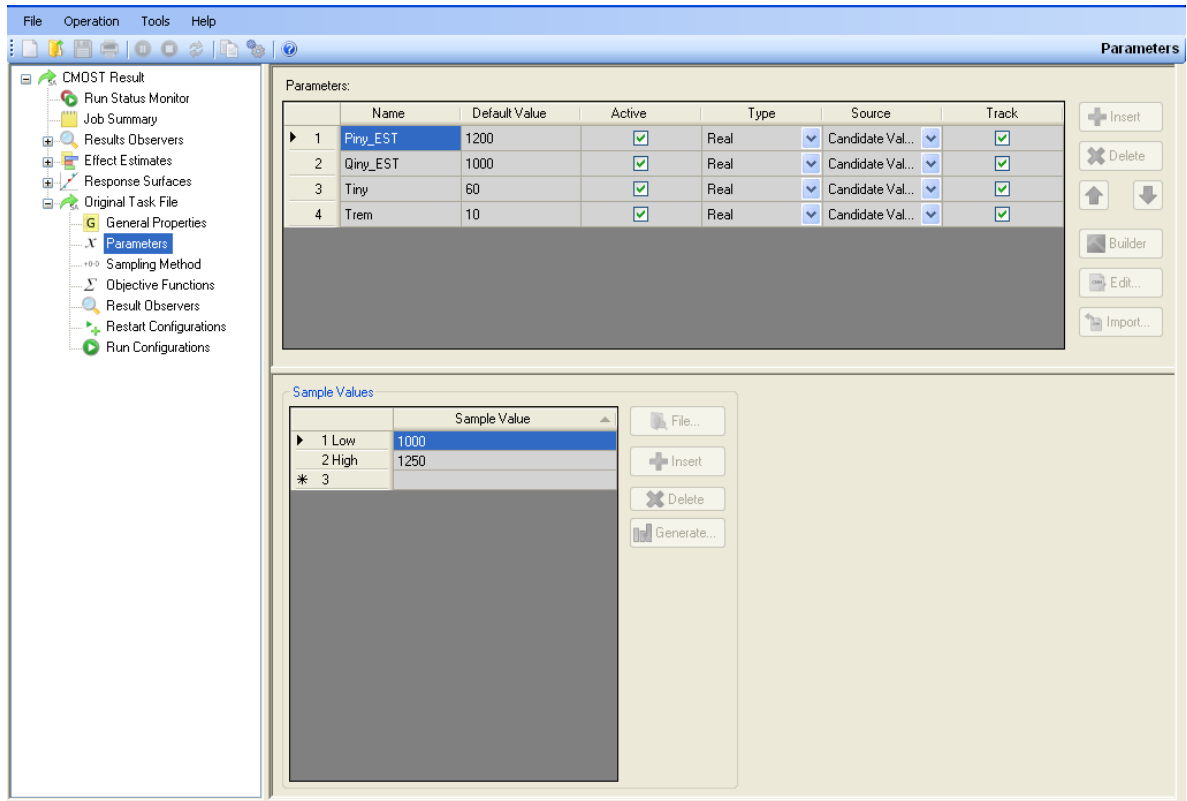 File Operation Tools Help
Parameters
CMOST Result
Run Status Monitor
Job Summary
Results Observers
Effect Estimates
Response Surfaces
Original Task File
G General Properties
X Parameters
Sampling Method
Σ Objective Functions
Result Observers
Restart Configurations
Run Configurations
Parameters:
Name Default Value Active Type Source Track
1 Piny_EST 1200 Real Candidate Val...
2 Qiny_EST 1000 Real Candidate Val...
3 Tiny 60 Real Candidate Val...
4 Trem 10 Real Candidate Val...
Insert
Delete
Builder
Edit...
Import...
Sample Values
Sample Value
1 Low 1000
2 High 1250
3
File...
Insert
Delete
Generate...